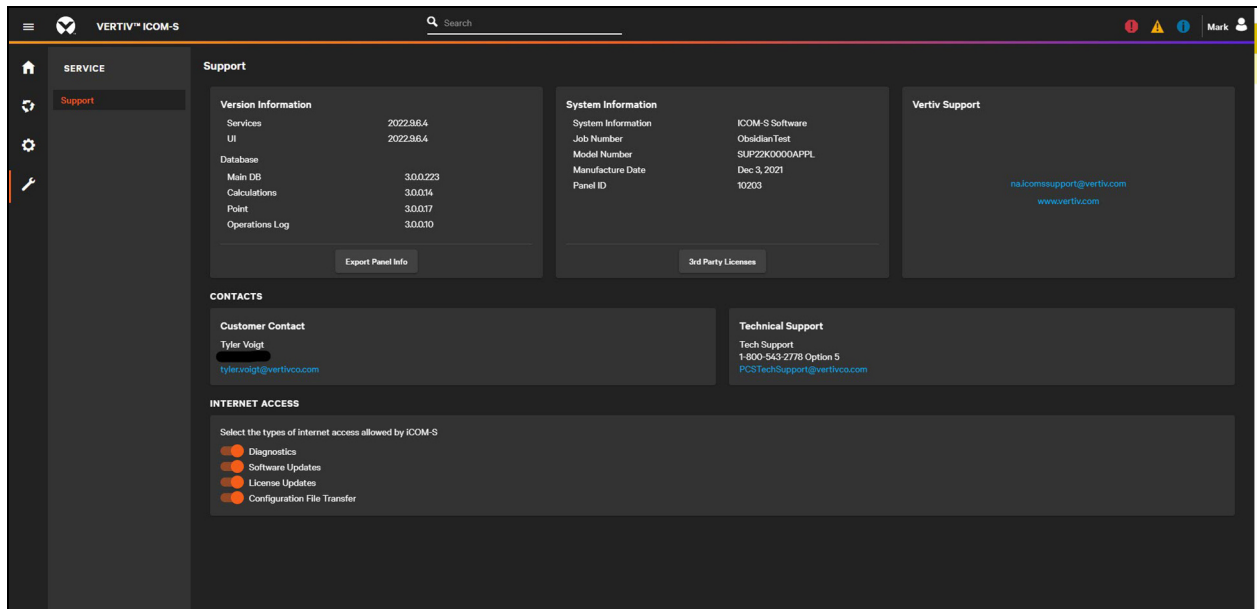 VERTIV™ ICOM-S
Search
Mark
SERVICE
Support
Support
Version Information
Services 2022.9.6.4
UI 2022.9.6.4
Database
Main DB 3.0.0.223
Calculations 3.0.0.14
Point 3.0.0.17
Operations Log 3.0.0.10
Export Panel Info
System Information
System Information ICOM-S Software
Job Number ObsidianTest
Model Number SUP22K0000APPL
Manufacture Date Dec 3, 2021
Panel ID 10203
3rd Party Licenses
Vertiv Support
na.icomssupport@vertiv.com
www.vertiv.com
CONTACTS
Customer Contact
Tyler Voigt
tyler.voigt@vertivco.com
Technical Support
Tech Support
1-800-543-2778 Option 5
PCSTechSupport@vertivco.com
INTERNET ACCESS
Select the types of internet access allowed by iCOM-S
Diagnostics
Software Updates
License Updates
Configuration File Transfer